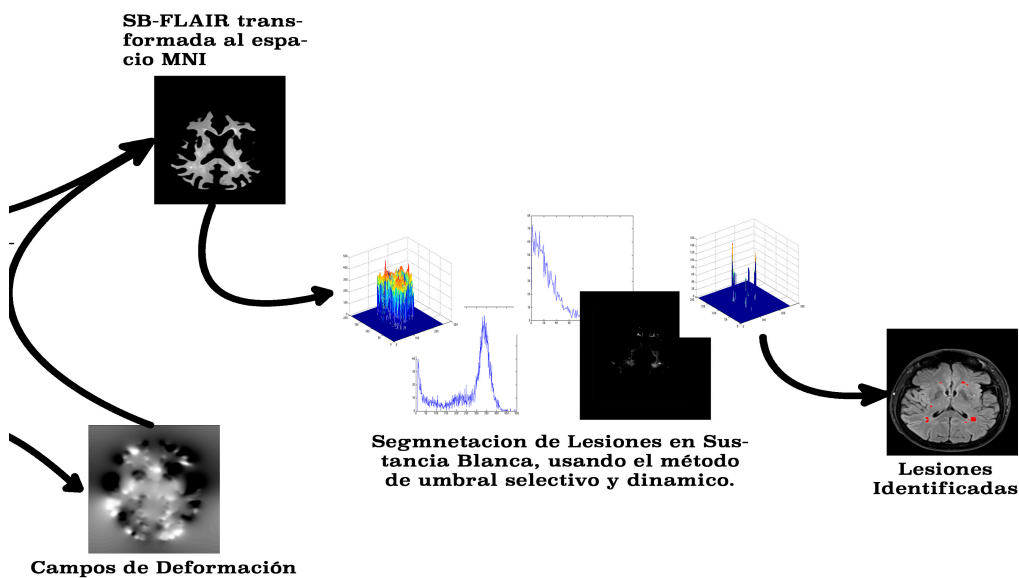 SB-FLAIR trans-
formada al espa-
cio MNI
Segmnetacion de Lesiones en Sus-
tancia Blanca, usando el método
de umbral selectivo y dinamico.
Lesiones
Identificadas
Campos de Deformación